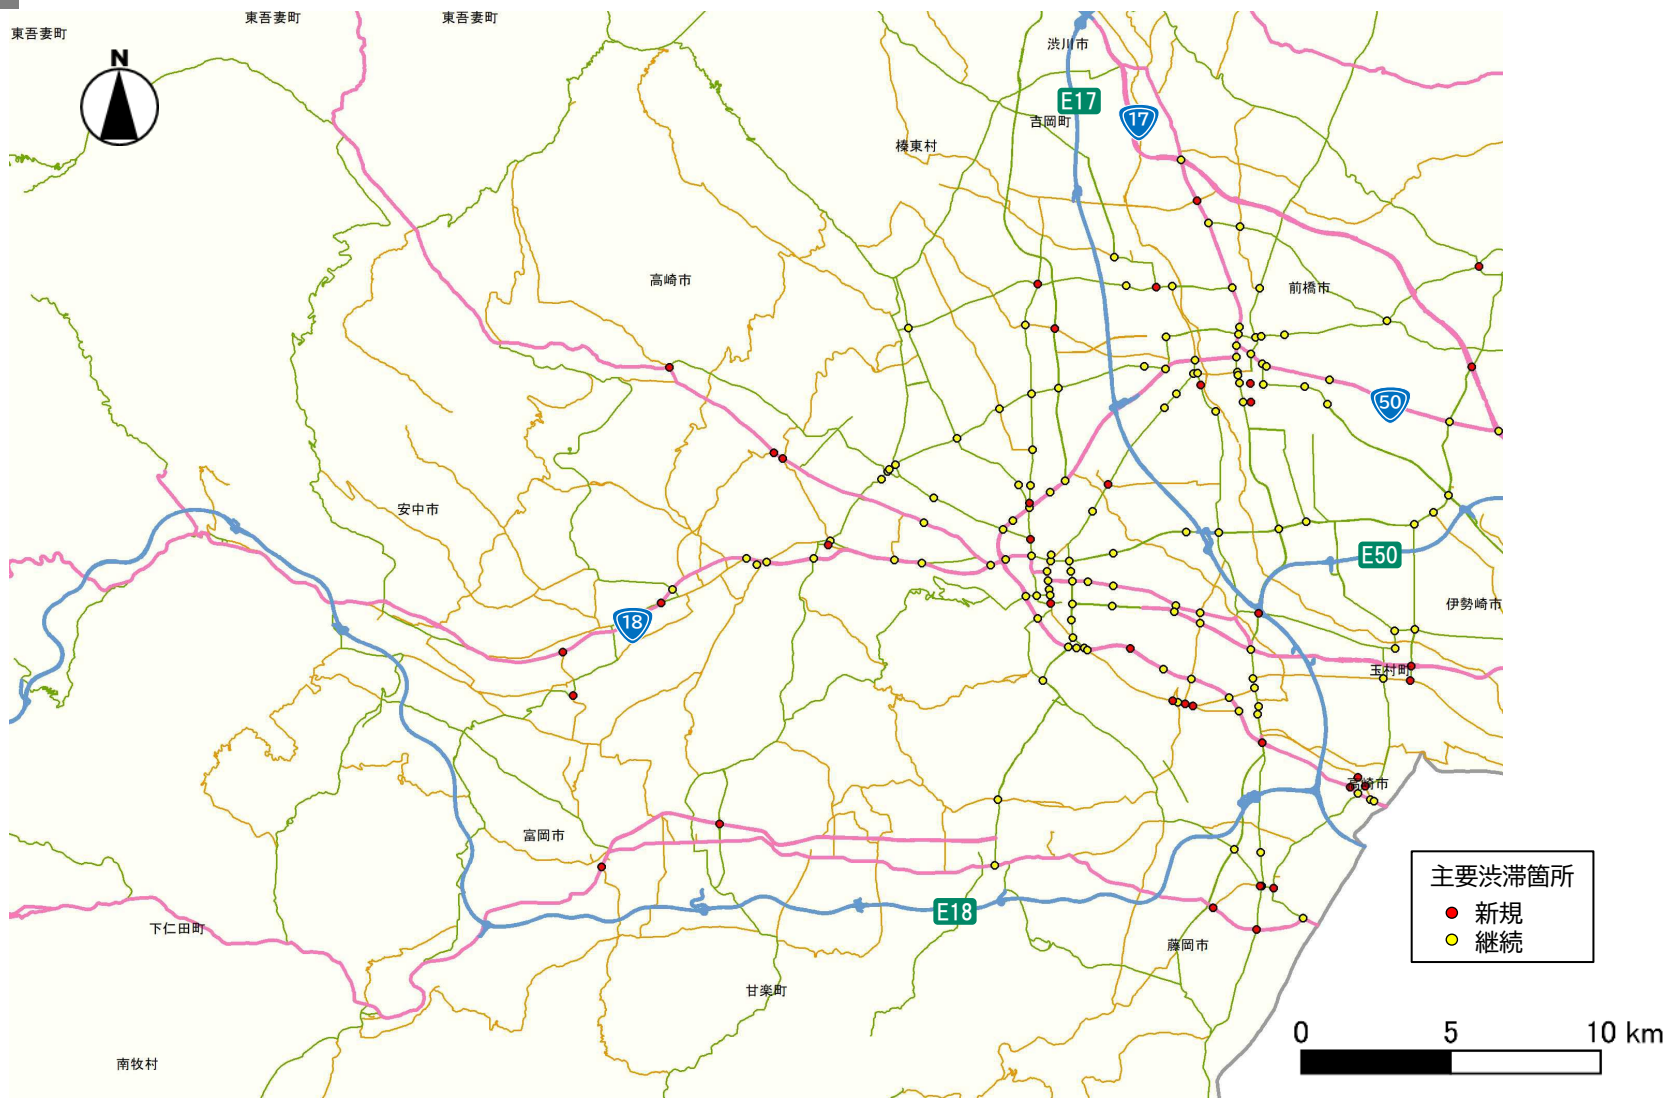 東吾妻町
東吾妻町
東吾妻町
N
渋川市
E17
吉岡町
17
榛東村
高崎市
前橋市
50
安中市
E50
伊勢崎市
18
玉村町
高崎市
富岡市
主要渋滞箇所
新規
継続
E18
下仁田町
藤岡市
甘楽町
南牧村
0 5 10 km